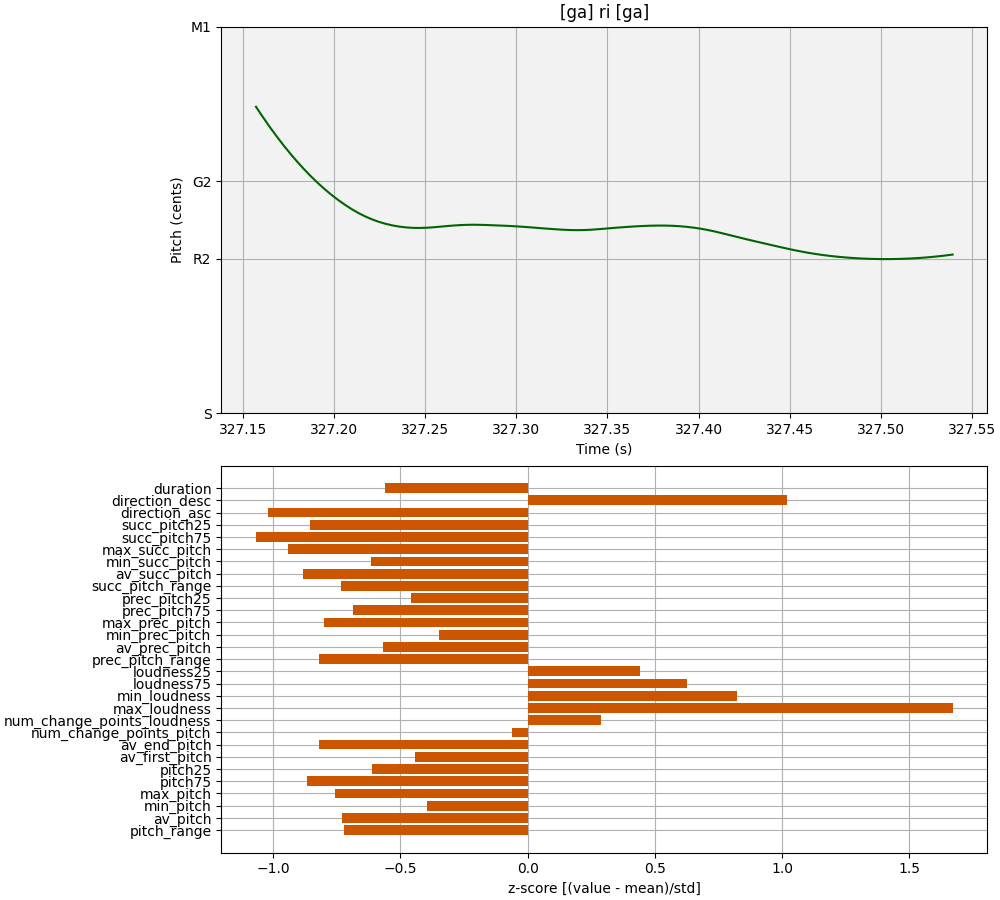 [ga] ri [ga]
M1
G2
R2
S
Pitch (cents)
327.15 327.20 327.25 327.30 327.35 327.40 327.45 327.50 327.55
Time (s)
duration
direction_desc
direction_asc
succ_pitch25
succ_pitch75
max_succ_pitch
min_succ_pitch
av_succ_pitch
succ_pitch_range
prec_pitch25
prec_pitch75
max_prec_pitch
min_prec_pitch
av_prec_pitch
prec_pitch_range
loudness25
loudness75
min_loudness
max_loudness
num_change_points_loudness
num_change_points_pitch
av_end_pitch
av_first_pitch
pitch25
pitch75
max_pitch
min_pitch
av_pitch
pitch_range
−1.0 −0.5 0.0 0.5 1.0 1.5
z-score [(value - mean)/std]